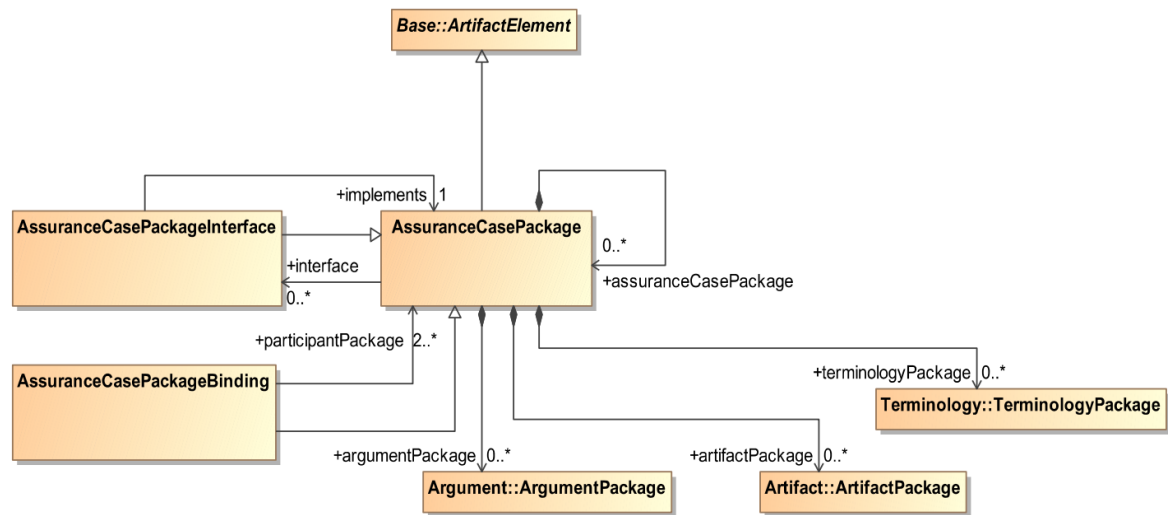 Base::ArtifactElement
+implements 1
AssuranceCasePackageInterface
AssuranceCasePackage
0..*
+interface
+assuranceCasePackage
0..*
+participantPackage 2..*
AssuranceCasePackageBinding
+terminologyPackage 0..*
Terminology::TerminologyPackage
+argumentPackage 0..*
+artifactPackage 0..*
Argument::ArgumentPackage
Artifact::ArtifactPackage